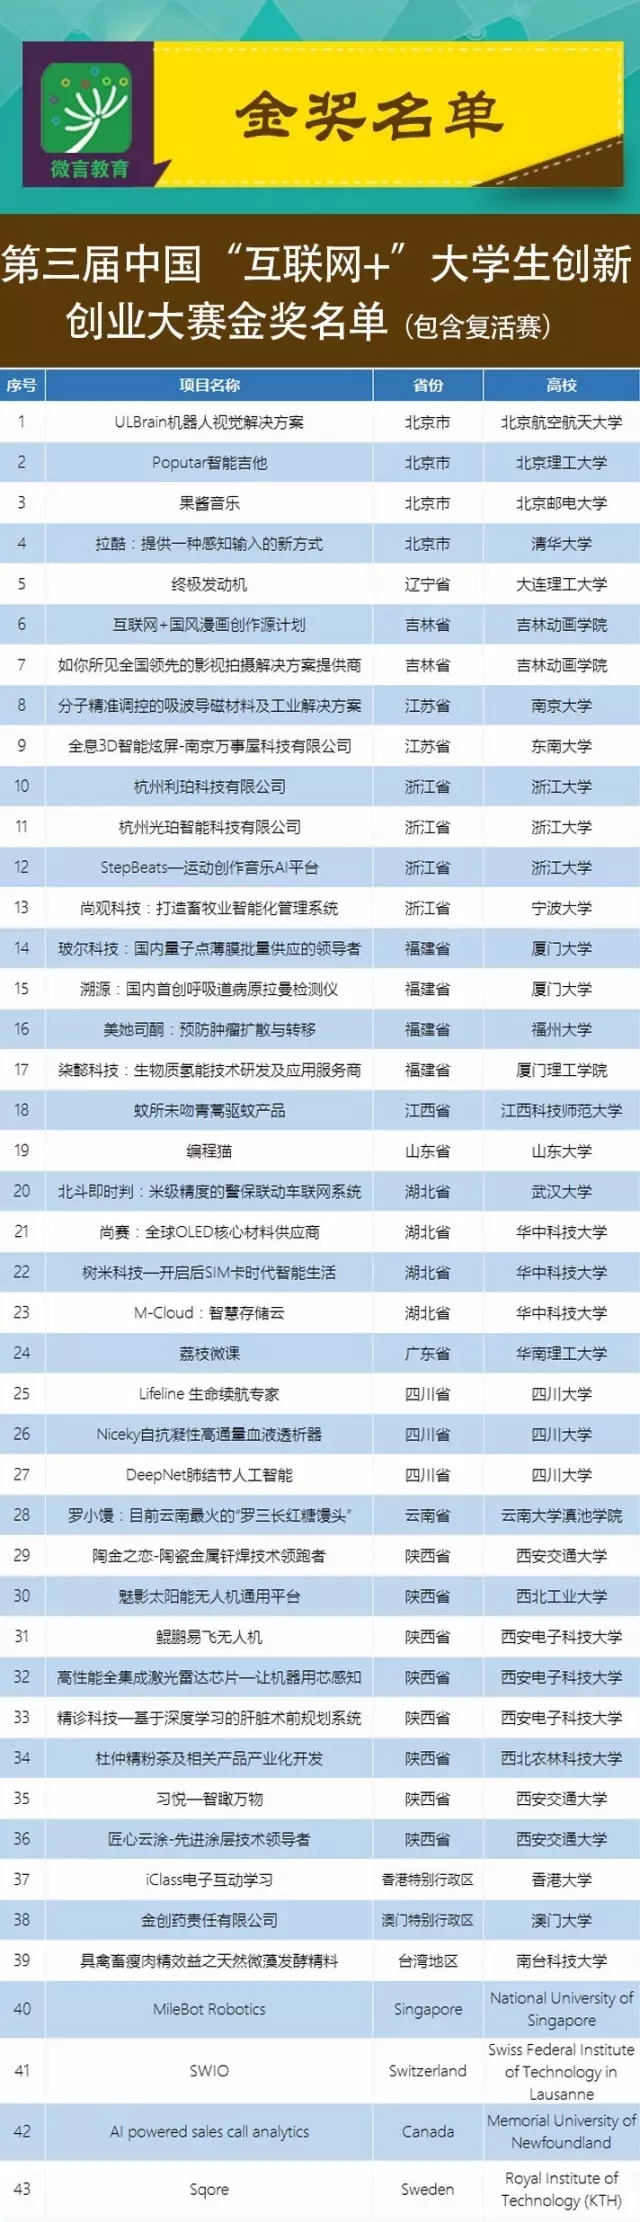 微言教育
金奖名单
第三届中国“互联网+”大学生创新
创业大赛金奖名单（包含复活赛）
序号 项目名称 省份 高校
1 ULBrain机器人视觉解决方案 北京市 北京航空航天大学
2 Poputar智能吉他 北京市 北京理工大学
3 果酱音乐 北京市 北京邮电大学
4 拉酷：提供一种感知输入的新方式 北京市 清华大学
5 终极发动机 辽宁省 大连理工大学
6 互联网+国风漫画创作源计划 吉林省 吉林动画学院
7 如你所见全国领先的影视拍摄解决方案提供商 吉林省 吉林动画学院
8 分子精准调控的吸波导磁材料及工业解决方案 江苏省 南京大学
9 全息3D智能炫屏-南京万事屋科技有限公司 江苏省 东南大学
10 杭州利珀科技有限公司 浙江省 浙江大学
11 杭州光珀智能科技有限公司 浙江省 浙江大学
12 StepBeats—运动创作音乐AI平台 浙江省 浙江大学
13 尚观科技：打造畜牧业智能化管理系统 浙江省 宁波大学
14 玻尔科技：国内量子点薄膜批量供应的领导者 福建省 厦门大学
15 溯源：国内首创呼吸道病原拉曼检测仪 福建省 厦门大学
16 美她司酮：预防肿瘤扩散与转移 福建省 福州大学
17 柒懿科技：生物质氢能技术研发及应用服务商 福建省 厦门理工学院
18 蚊所未吻青蒿驱蚊产品 江西省 江西科技师范大学
19 编程猫 山东省 山东大学
20 北斗即时判：米级精度的警保联动车联网系统 湖北省 武汉大学
21 尚赛：全球OLED核心材料供应商 湖北省 华中科技大学
22 树米科技—开启后SIM卡时代智能生活 湖北省 华中科技大学
23 M-Cloud：智慧存储云 湖北省 华中科技大学
24 荔枝微课 广东省 华南理工大学
25 Lifeline 生命续航专家 四川省 四川大学
26 Niceky自抗凝性高通量血液透析器 四川省 四川大学
27 DeepNet肺结节人工智能 四川省 四川大学
28 罗小馒：目前云南最火的“罗三长红糖馒头” 云南省 云南大学滇池学院
29 陶金之恋-陶瓷金属钎焊技术领跑者 陕西省 西安交通大学
30 魅影太阳能无人机通用平台 陕西省 西北工业大学
31 鲲鹏易飞无人机 陕西省 西安电子科技大学
32 高性能全集成激光雷达芯片—让机器用芯感知 陕西省 西安电子科技大学
33 精诊科技—基于深度学习的肝脏术前规划系统 陕西省 西安电子科技大学
34 杜仲精粉茶及相关产品产业化开发 陕西省 西北农林科技大学
35 习悦—智瞰万物 陕西省 西安交通大学
36 匠心云涂-先进涂层技术领导者 陕西省 西安交通大学
37 iClass电子互动学习 香港特别行政区 香港大学
38 金创药责任有限公司 澳门特别行政区 澳门大学
39 具禽畜瘦肉精效益之天然微藻发酵精料 台湾地区 南台科技大学
40 MileBot Robotics Singapore National University of
Singapore
41 SWIO Switzerland Swiss Federal Institute
of Technology in
Lausanne
42 AI powered sales call analytics Canada Memorial University of
Newfoundland
43 Sqore Sweden Royal Institute of
Technology (KTH)